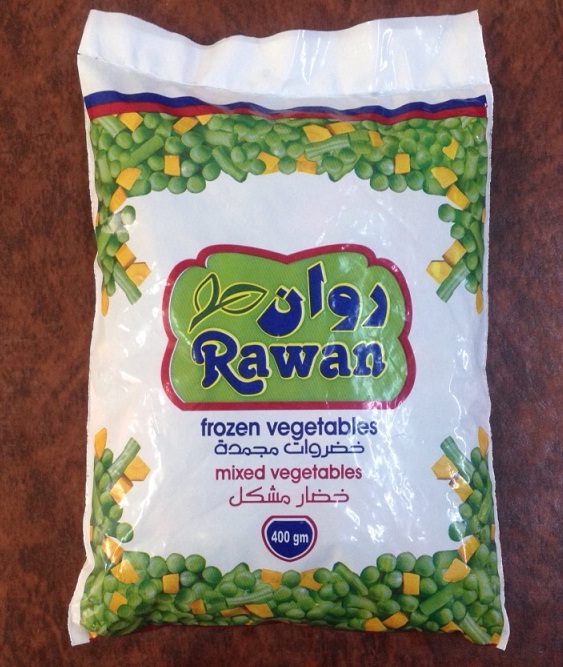 روان
Rawan
frozen vegetables
خضروات مجمدة
mixed vegetables
خضار مشكل
400 gm